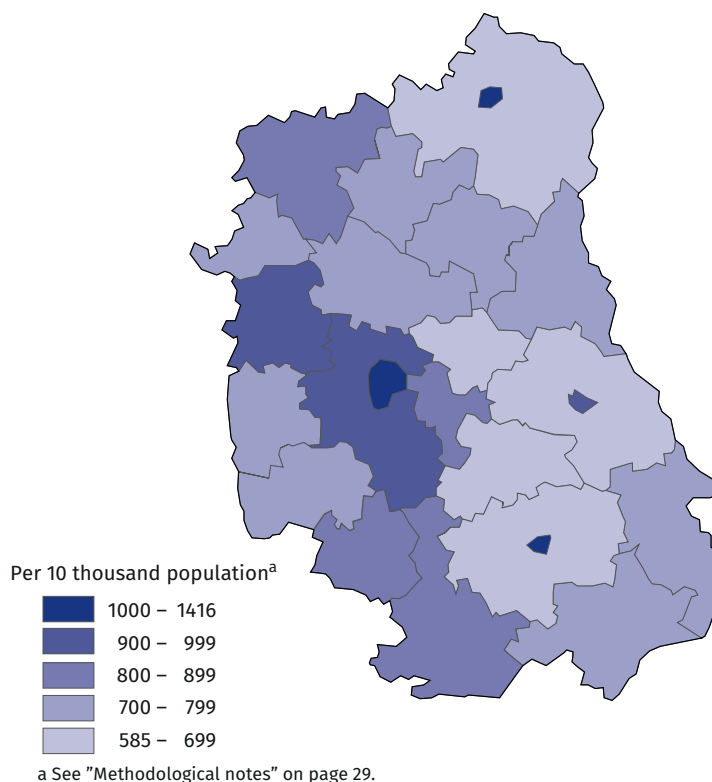 Per 10 thousand populationª
1000 – 1416
900 – 999
800 – 899
700 – 799
585 – 699
a See ”Methodological notes” on page 29.